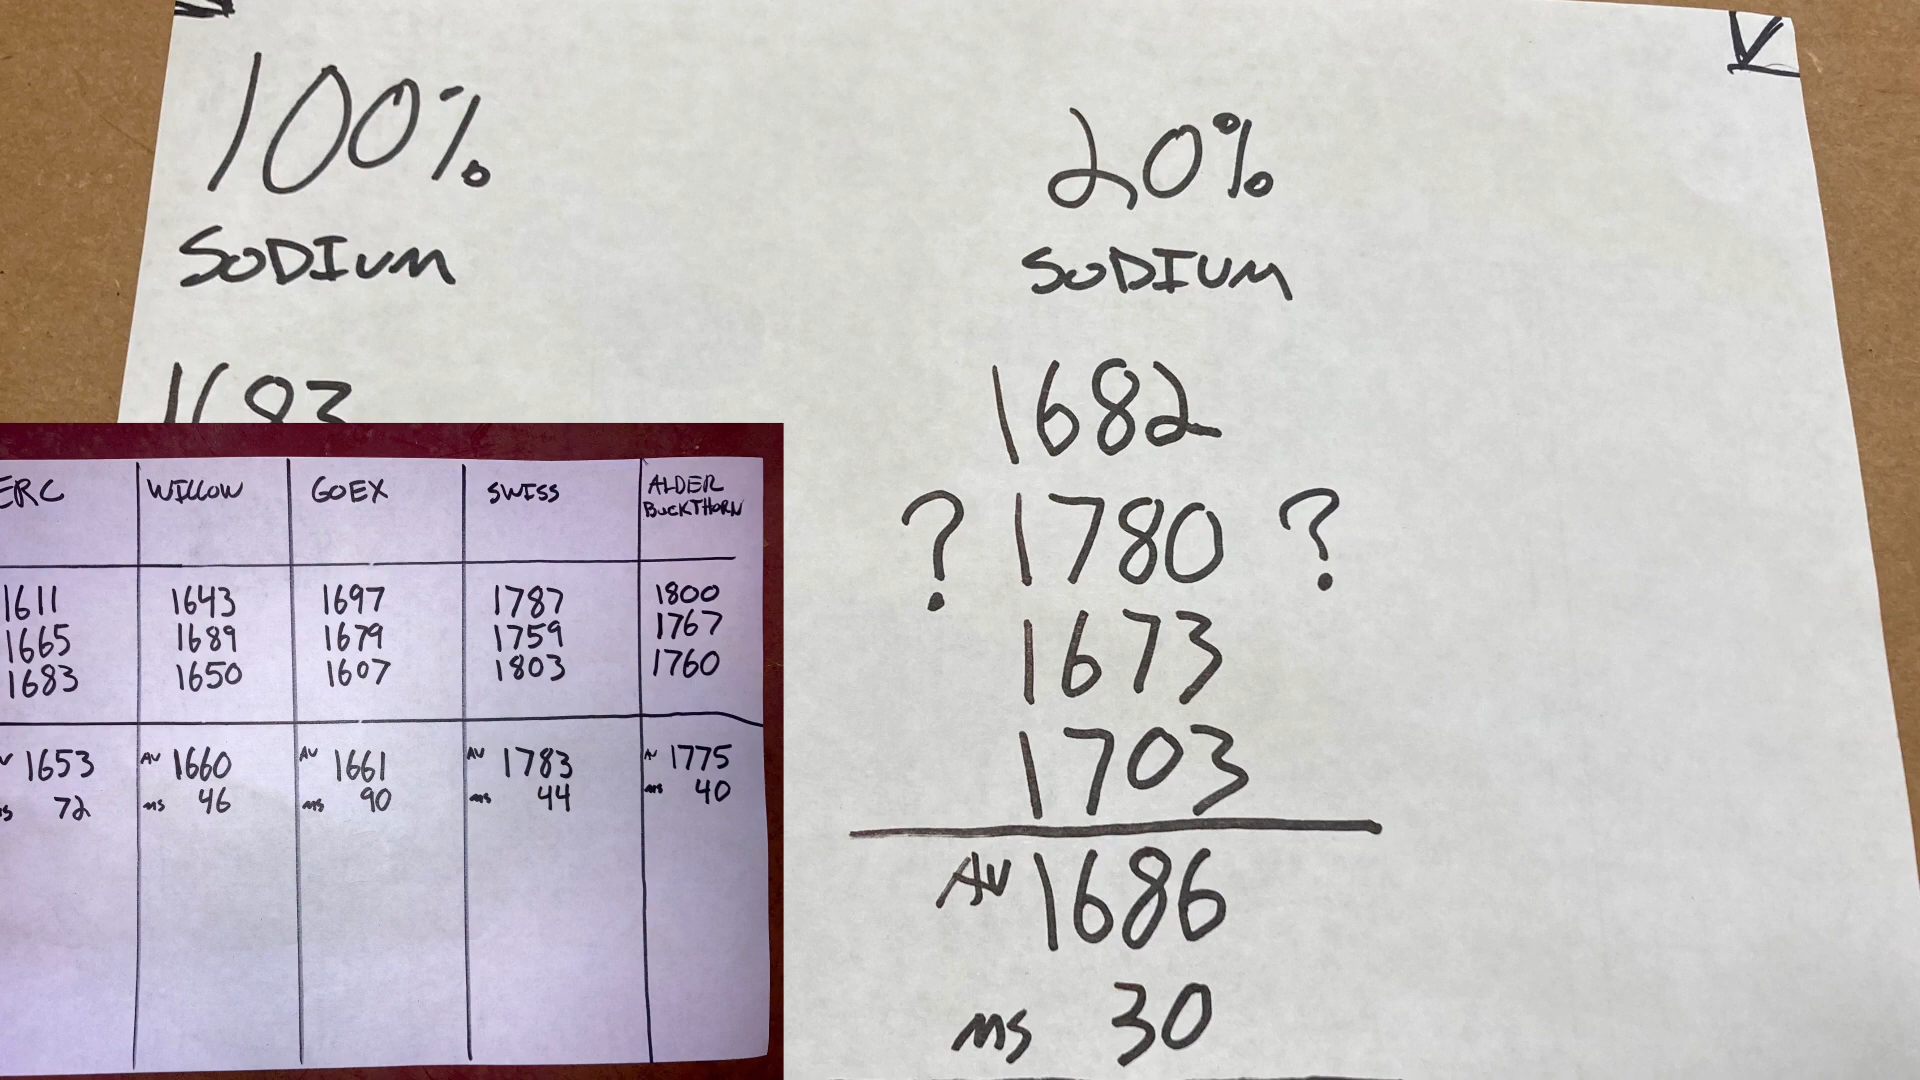 100%
SODIUM
20%
SODIUM
1682
? 1780 ?
1673
1703
AV 1686
ms 30
WILLOW GOEX SWISS ALDER BUCKTHORN
1611 1643 1697 1787 1800
1665 1689 1679 1759 1767
1683 1650 1607 1803 1760
1653 AV 1660 AV 1661 AV 1783 AV 1775
72 ms 46 ms 90 ms 44 ms 40